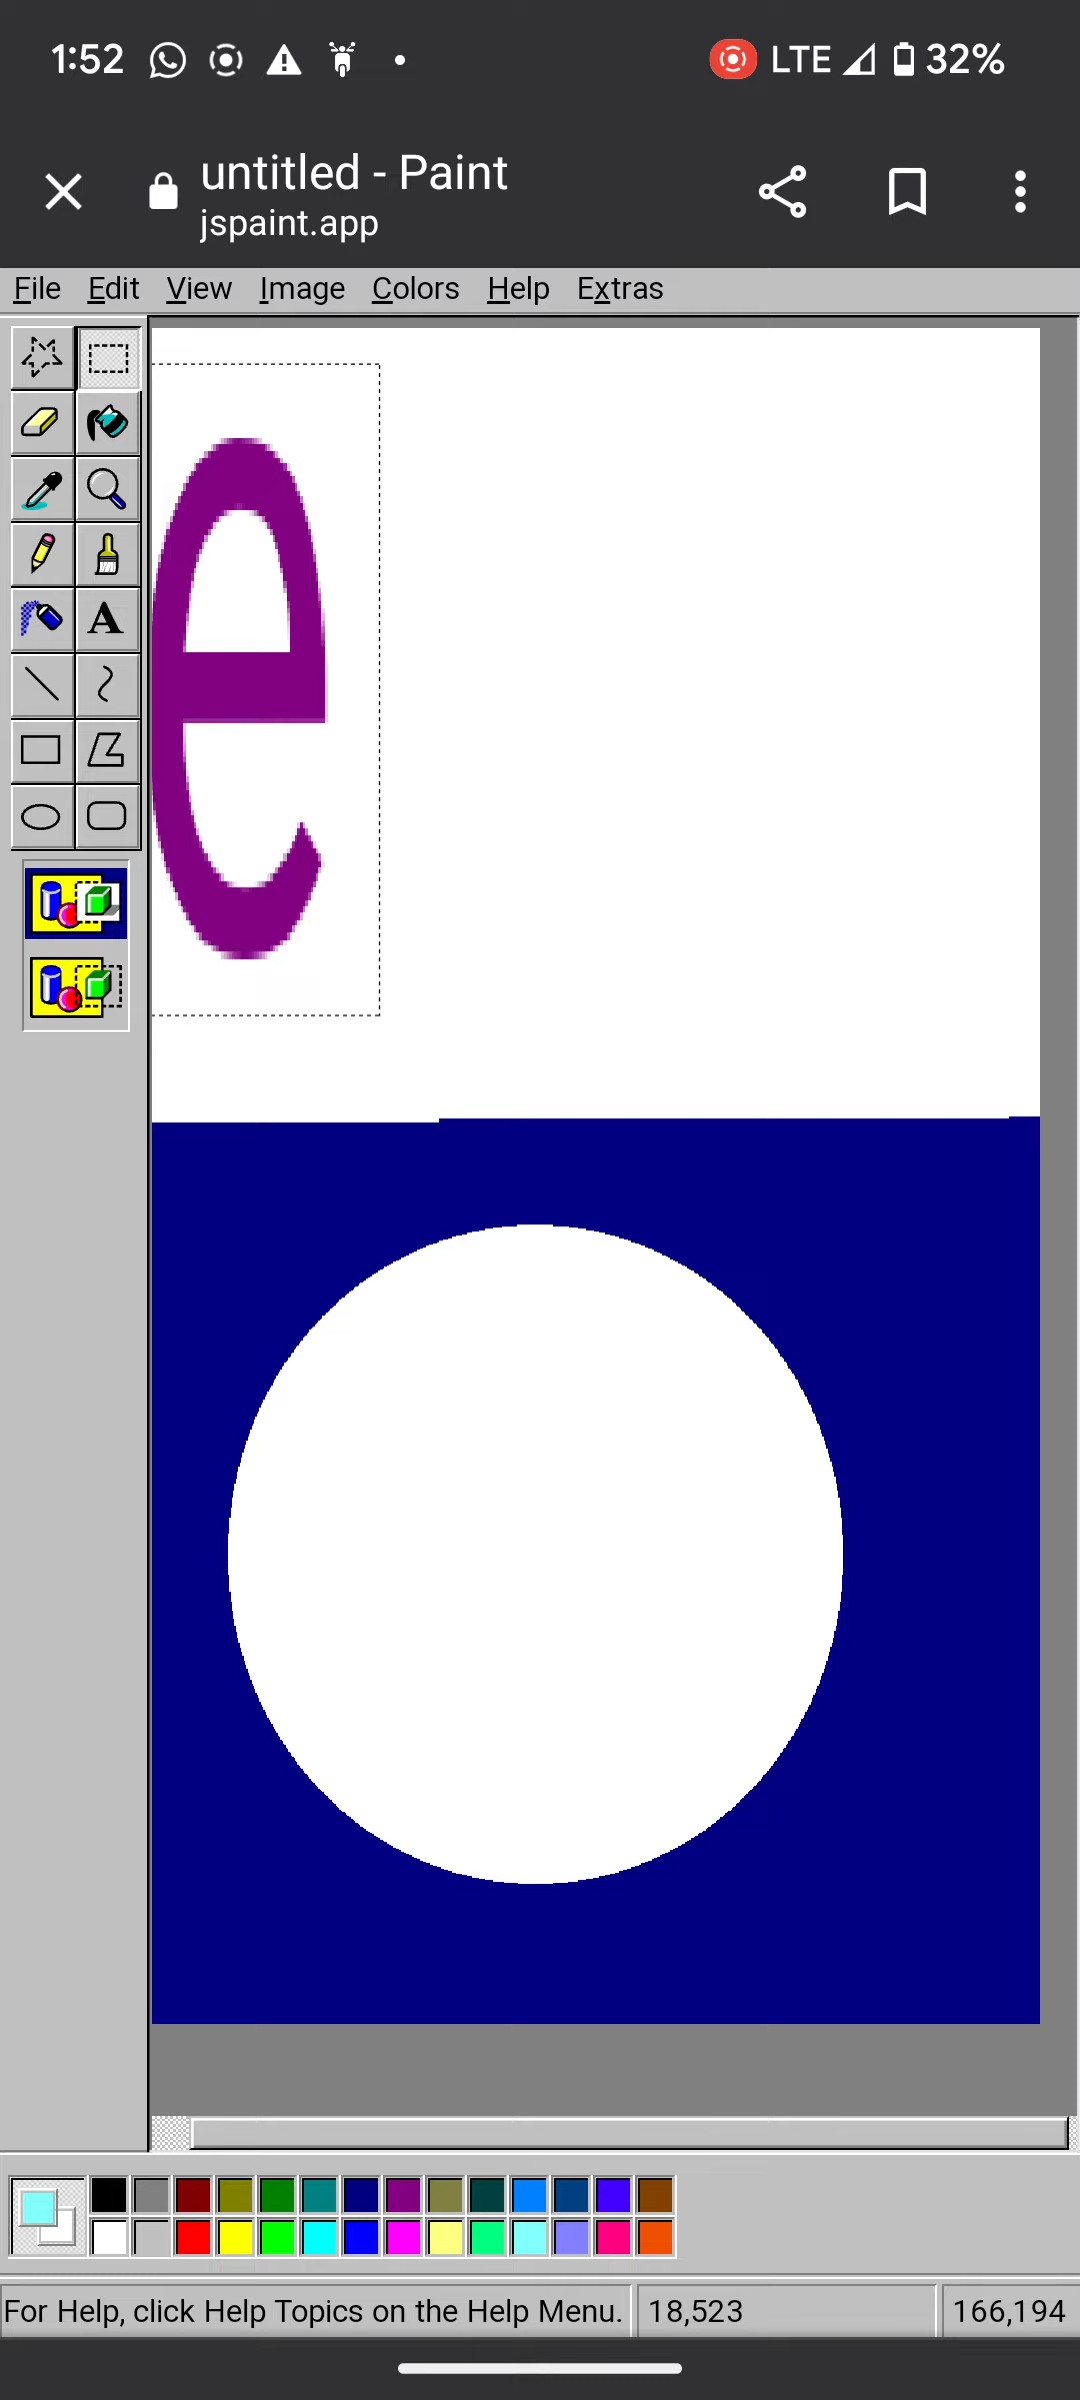 1:52 LTE 32%
untitled - Paint
jspaint.app
File Edit View Image Colors Help Extras
A
e
For Help, click Help Topics on the Help Menu. 18,523 166,194